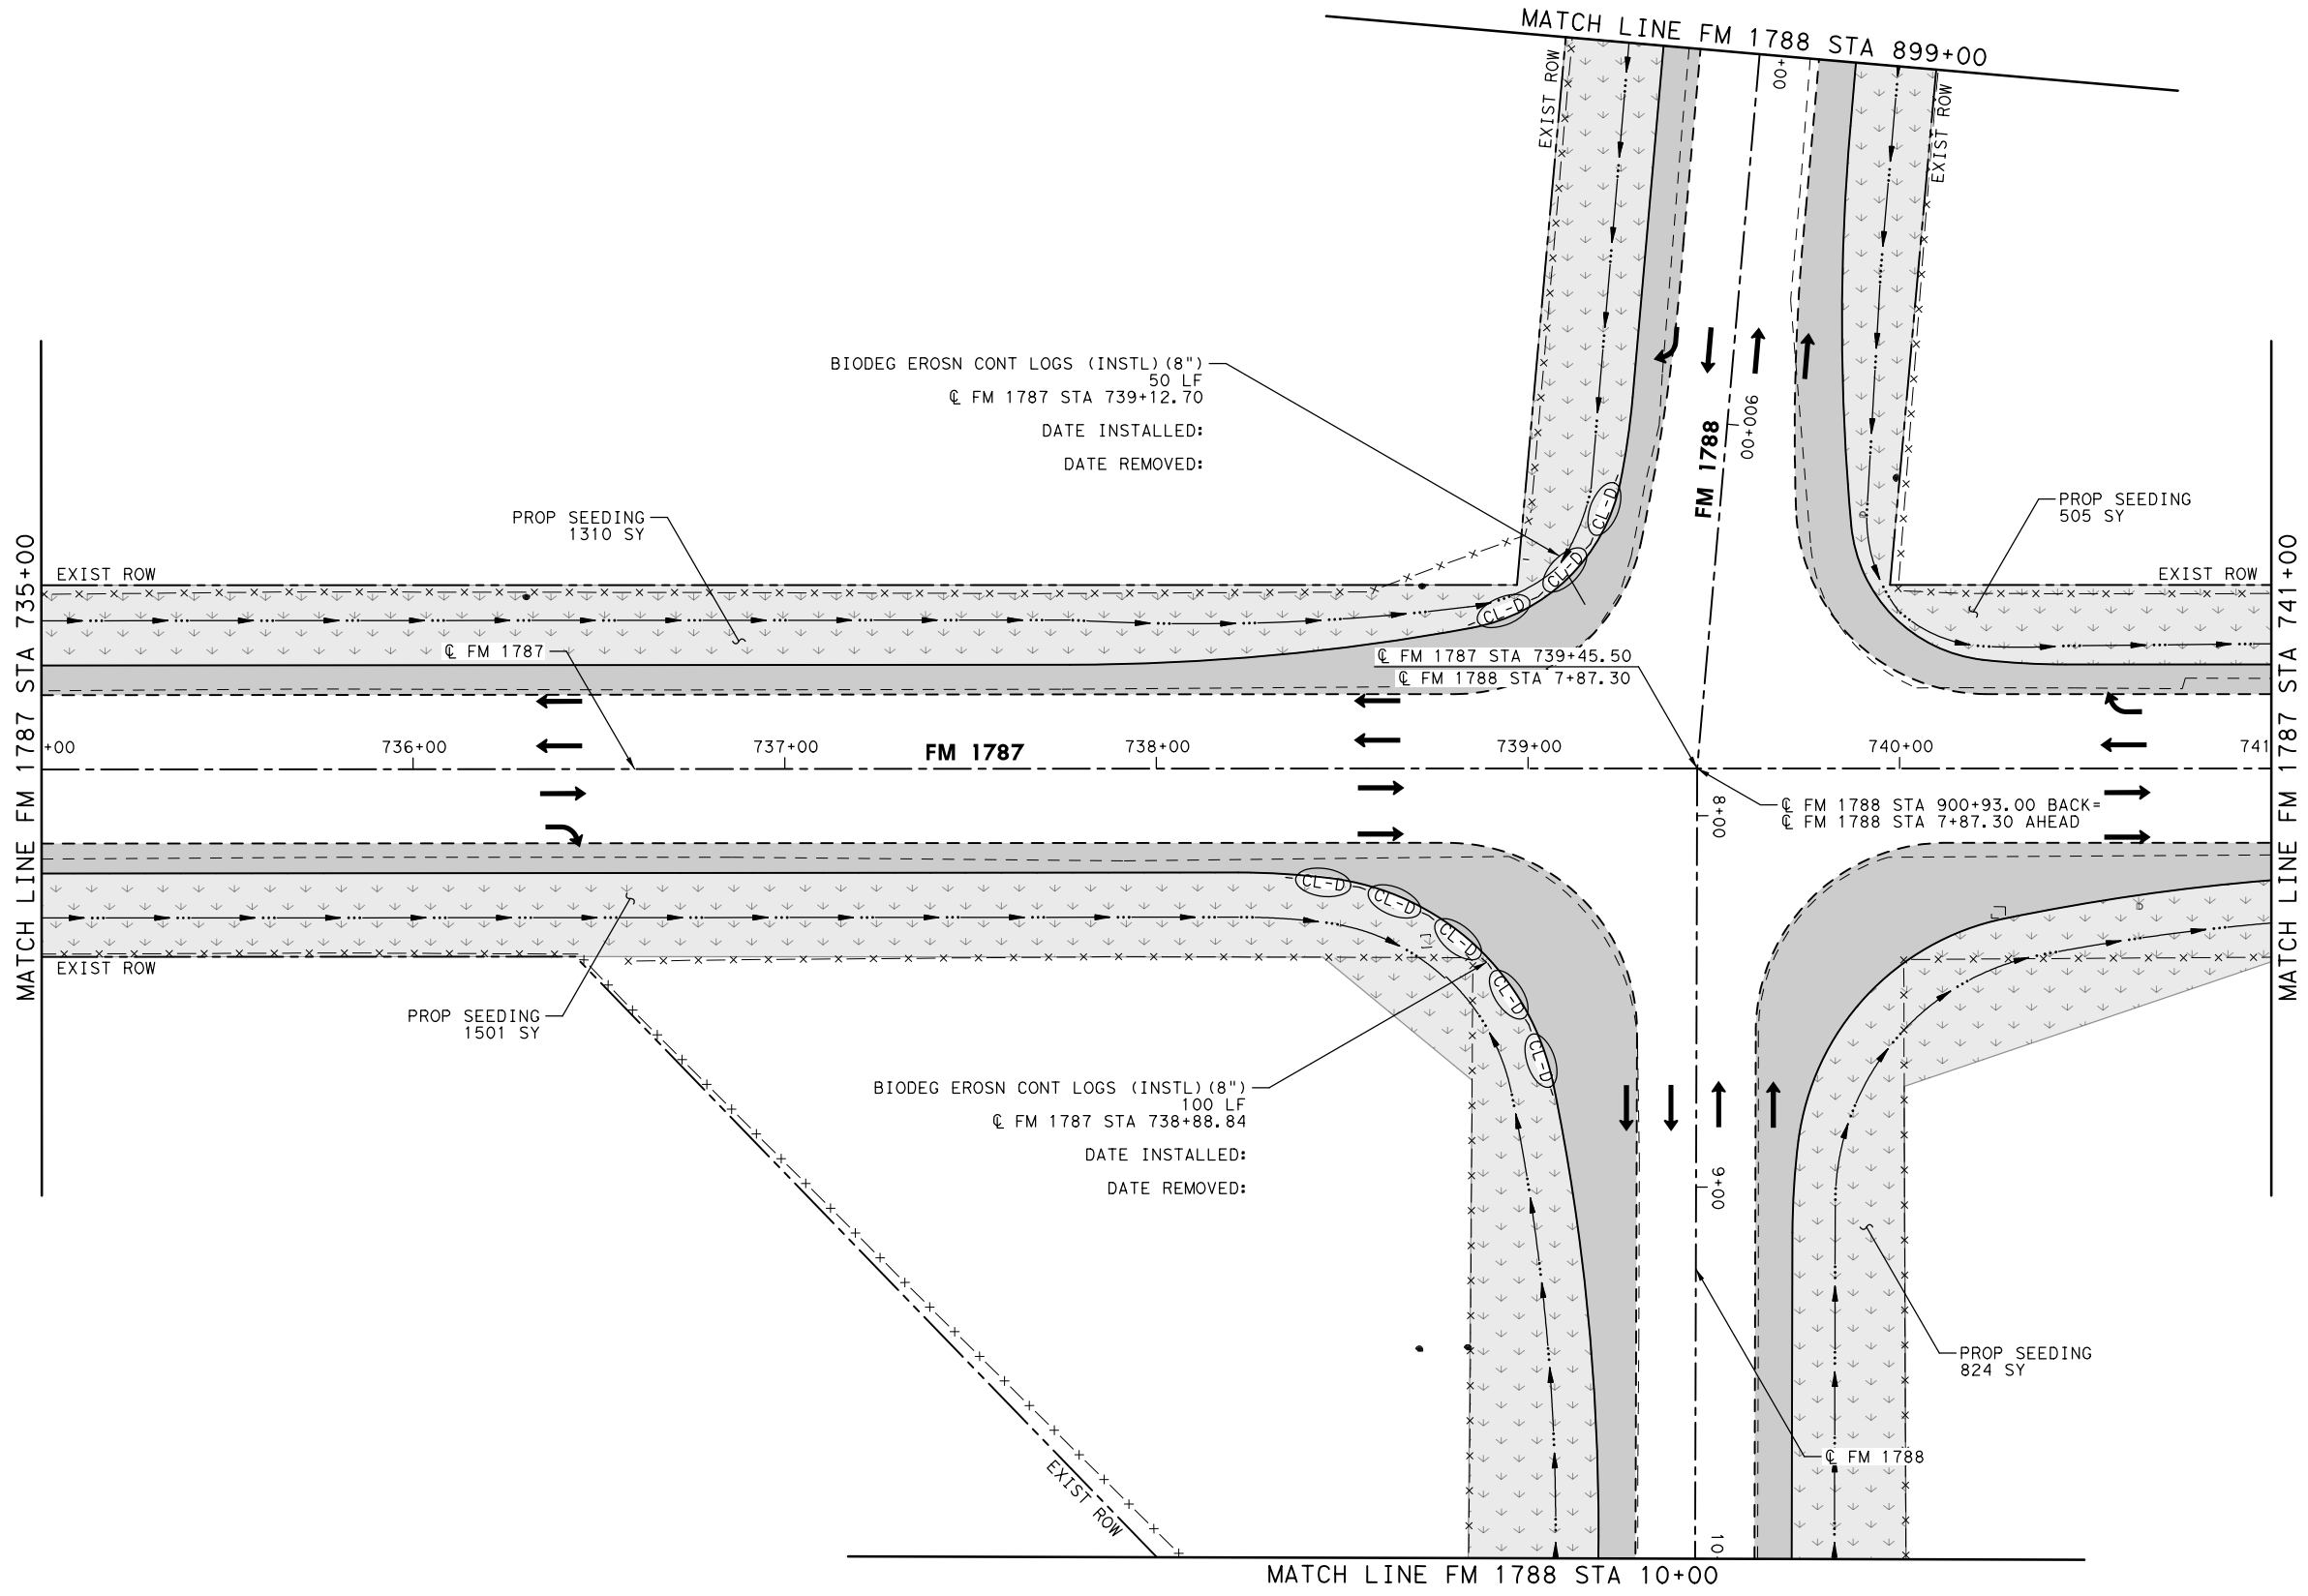 MATCH LINE FM 1788 STA 899+00
EXIST ROW
EXIST ROW
+00
BIODEG EROSN CONT LOGS (INSTL)(8")
50 LF
℄ FM 1787 STA 739+12.70
DATE INSTALLED:
DATE REMOVED:
FM 1788
900+00
PROP SEEDING
1310 SY
PROP SEEDING
505 SY
CL-D
CL-D
CL-D
EXIST ROW
EXIST ROW
MATCH LINE FM 1787 STA 735+00
MATCH LINE FM 1787 STA 741+00
℄ FM 1787
℄ FM 1787 STA 739+45.50
℄ FM 1788 STA 7+87.30
+00
736+00
737+00
FM 1787
738+00
739+00
740+00
741
8+00
℄ FM 1788 STA 900+93.00 BACK=
℄ FM 1788 STA 7+87.30 AHEAD
CL-D
CL-D
CL-D
CL-D
CL-D
EXIST ROW
PROP SEEDING
1501 SY
BIODEG EROSN CONT LOGS (INSTL)(8")
100 LF
℄ FM 1787 STA 738+88.84
DATE INSTALLED:
DATE REMOVED:
9+00
PROP SEEDING
824 SY
℄ FM 1788
EXIST ROW
10
MATCH LINE FM 1788 STA 10+00